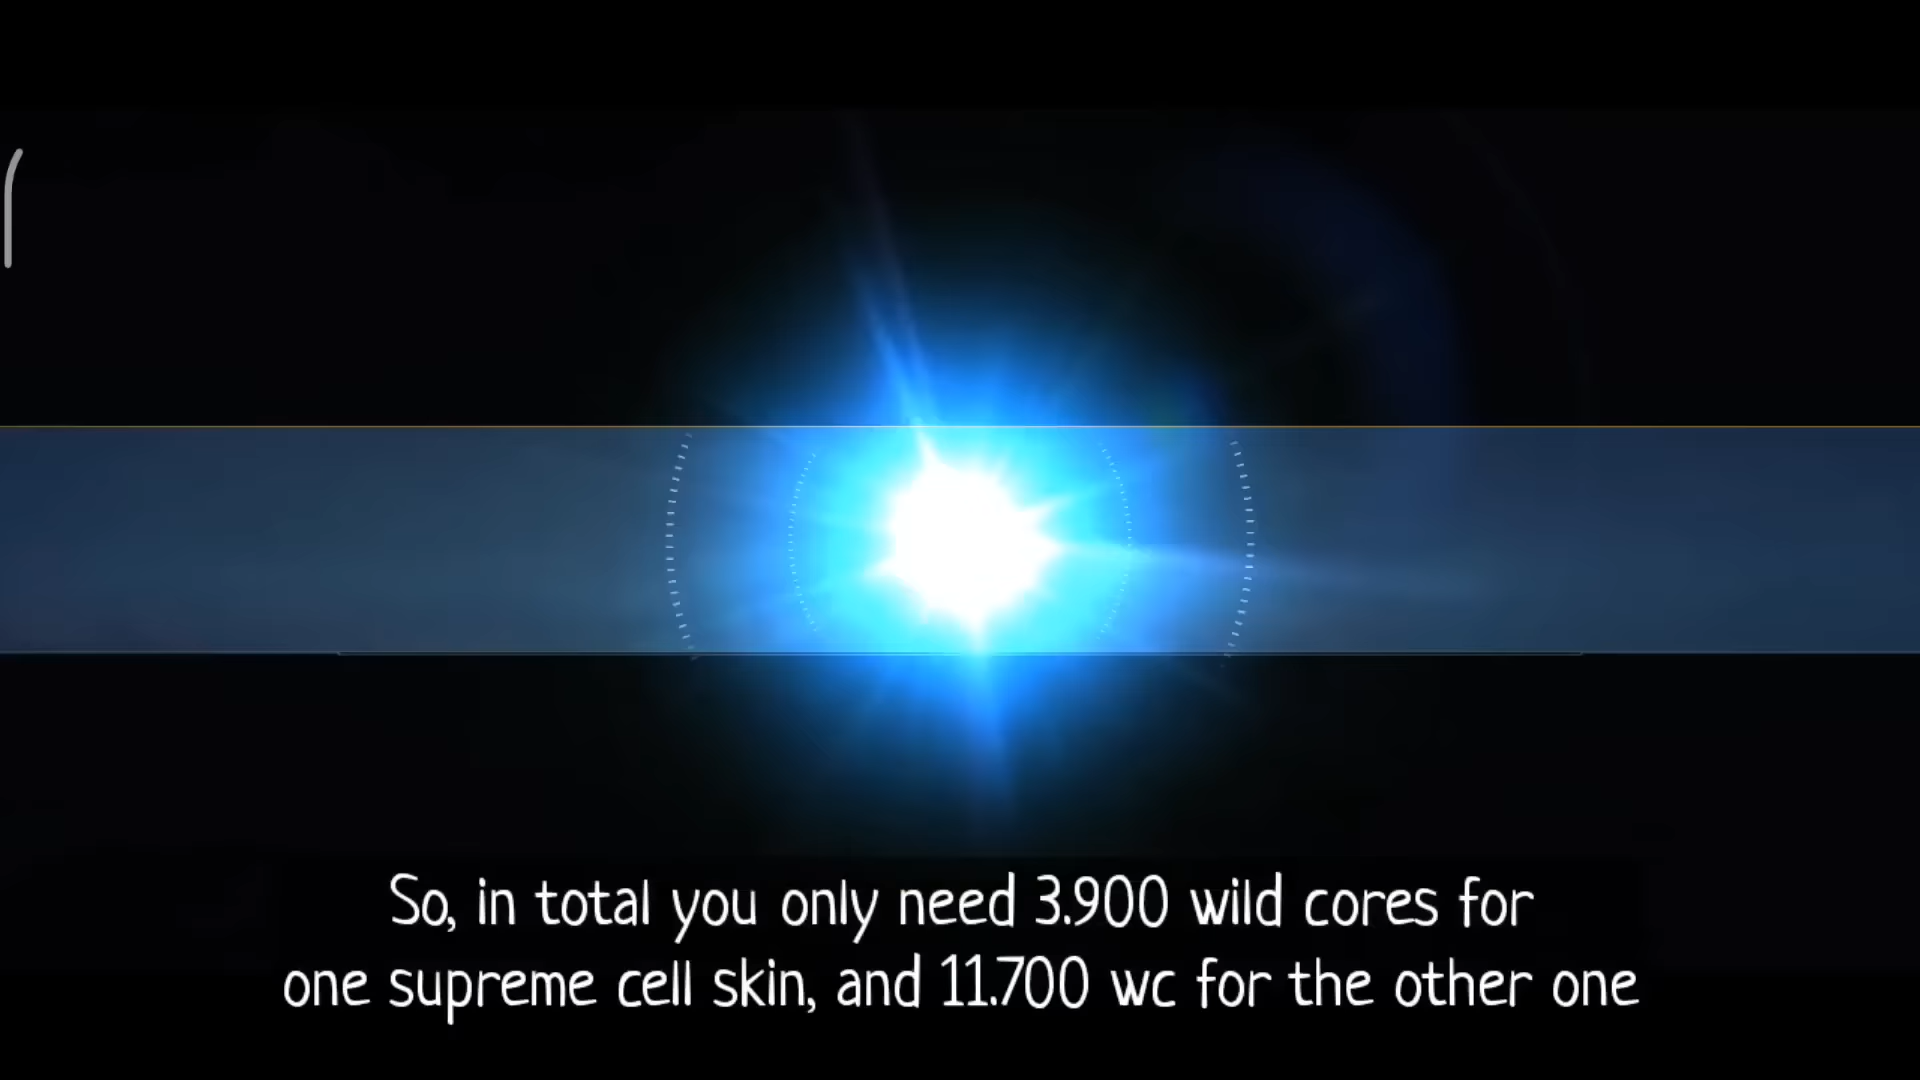 So, in total you only need 3.900 wild cores for
one supreme cell skin, and 11.700 wc for the other one